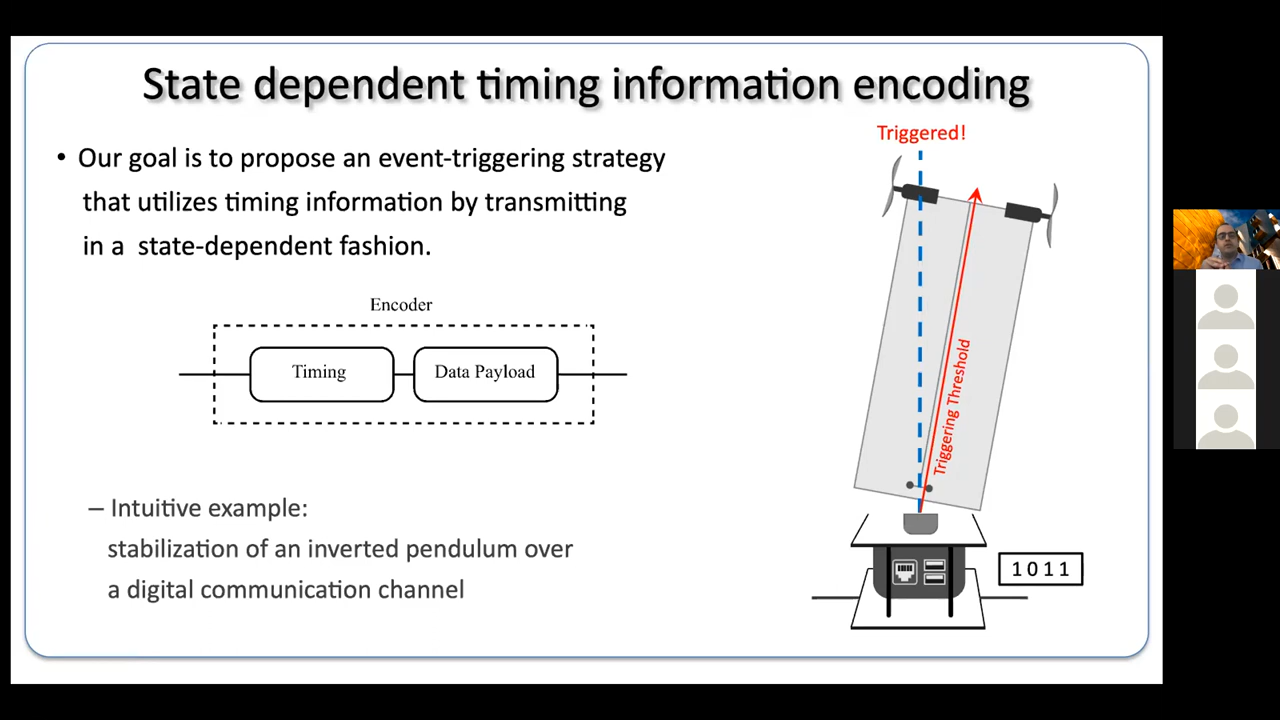 State dependent timing information encoding
• Our goal is to propose an event-triggering strategy
that utilizes timing information by transmitting
in a state-dependent fashion.
Encoder
Timing
Data Payload
– Intuitive example:
stabilization of an inverted pendulum over
a digital communication channel
Triggered!
Triggering Threshold
1011